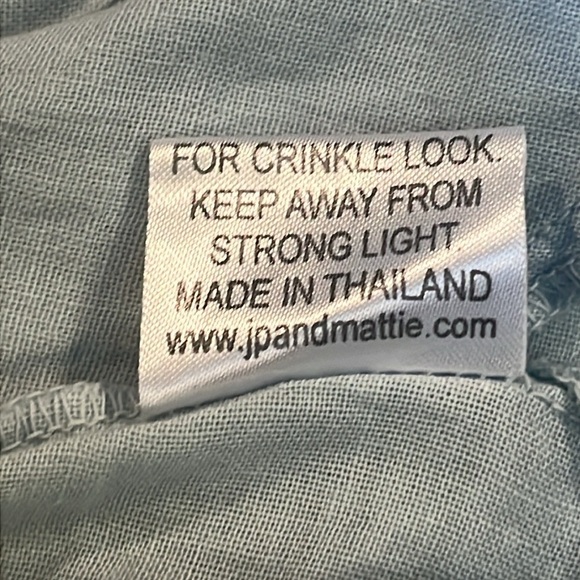 FOR CRINKLE LOOK.
KEEP AWAY FROM
STRONG LIGHT
MADE IN THAILAND
www.jpandmattie.com